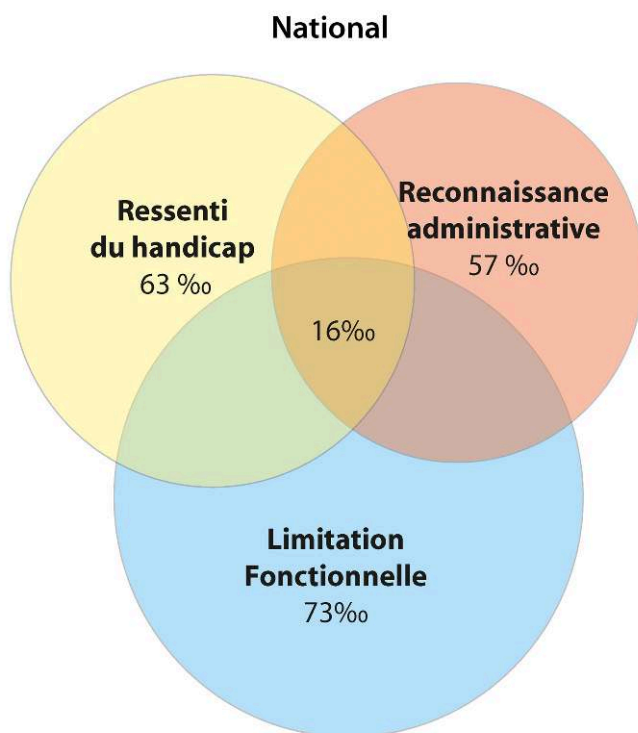 National
Ressenti
du handicap
63 ‰
Reconnaissance
administrative
57 ‰
16‰
Limitation
Fonctionnelle
73‰